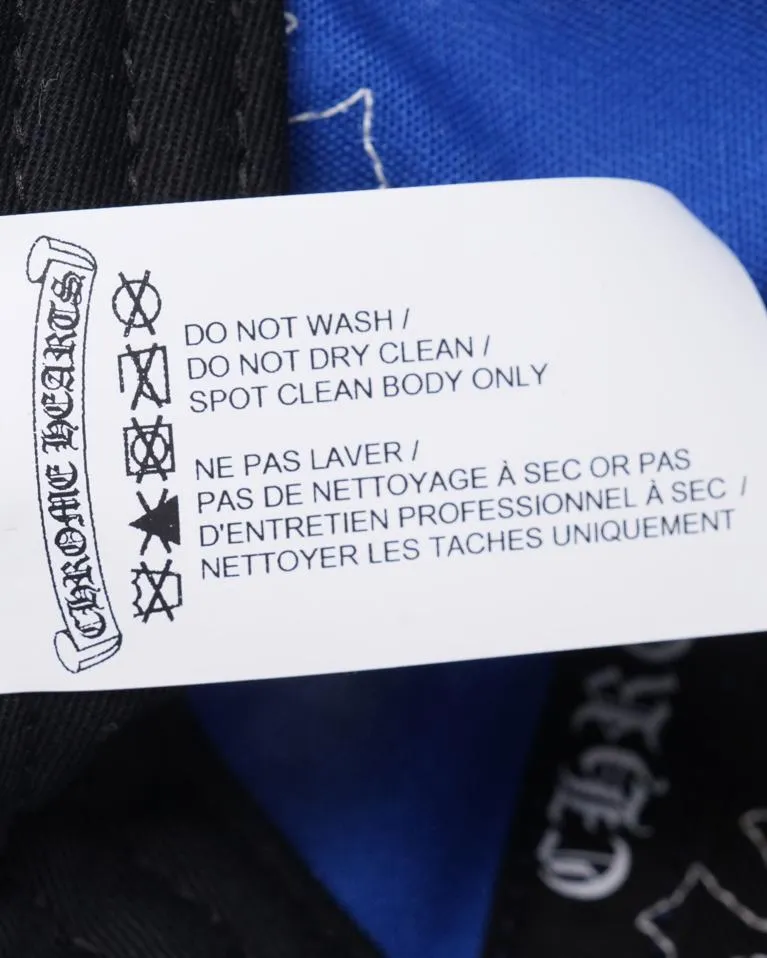 CHROME HEARTS
DO NOT WASH /
DO NOT DRY CLEAN /
SPOT CLEAN BODY ONLY
NE PAS LAVER /
PAS DE NETTOYAGE À SEC OR PAS
D'ENTRETIEN PROFESSIONNEL À SEC /
NETTOYER LES TACHES UNIQUEMENT
CHRO